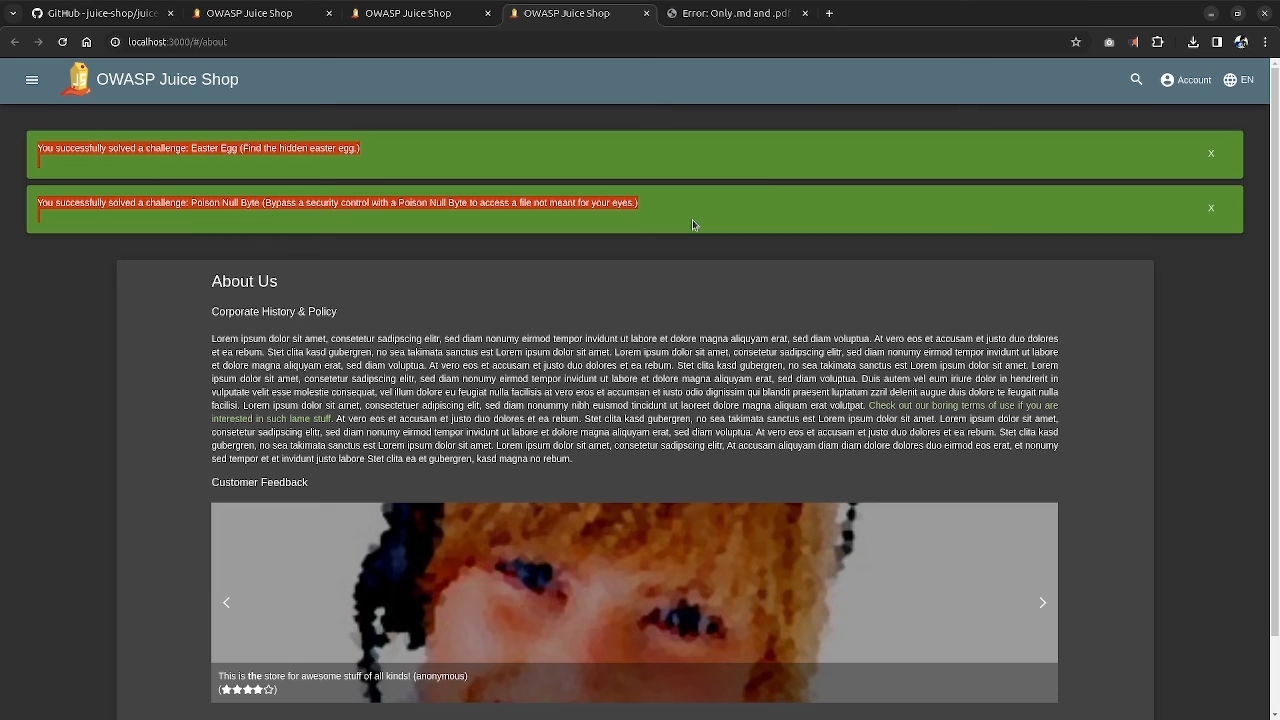 GitHub - juice-shop/juice
OWASP Juice Shop
OWASP Juice Shop
OWASP Juice Shop
Error: Only .md and .pdf
localhost:3000/#/about
OWASP Juice Shop
Account
EN
You successfully solved a challenge: Easter Egg (Find the hidden easter egg.)
X
You successfully solved a challenge: Poison Null Byte (Bypass a security control with a Poison Null Byte to access a file not meant for your eyes.)
X
About Us
Corporate History & Policy
Lorem ipsum dolor sit amet, consetetur sadipscing elitr, sed diam nonumy eirmod tempor invidunt ut labore et dolore magna aliquyam erat, sed diam voluptua. At vero eos et accusam et justo duo dolores
et ea rebum. Stet clita kasd gubergren, no sea takimata sanctus est Lorem ipsum dolor sit amet. Lorem ipsum dolor sit amet, consetetur sadipscing elitr, sed diam nonumy eirmod tempor invidunt ut labore
et dolore magna aliquyam erat, sed diam voluptua. At vero eos et accusam et justo duo dolores et ea rebum. Stet clita kasd gubergren, no sea takimata sanctus est Lorem ipsum dolor sit amet. Lorem
ipsum dolor sit amet, consetetur sadipscing elitr, sed diam nonumy eirmod tempor invidunt ut labore et dolore magna aliquyam erat, sed diam voluptua. Duis autem vel eum iriure dolor in hendrerit in
vulputate velit esse molestie consequat, vel illum dolore eu feugiat nulla facilisis at vero eros et accumsan et iusto odio dignissim qui blandit praesent luptatum zzril delenit augue duis dolore te feugait nulla
facilisi. Lorem ipsum dolor sit amet, consectetuer adipiscing elit, sed diam nonummy nibh euismod tincidunt ut laoreet dolore magna aliquam erat volutpat. Check out our boring terms of use if you are
interested in such lame stuff. At vero eos et accusam et justo duo dolores et ea rebum. Stet clita kasd gubergren, no sea takimata sanctus est Lorem ipsum dolor sit amet. Lorem ipsum dolor sit amet,
consetetur sadipscing elitr, sed diam nonumy eirmod tempor invidunt ut labore et dolore magna aliquyam erat, sed diam voluptua. At vero eos et accusam et justo duo dolores et ea rebum. Stet clita kasd
gubergren, no sea takimata sanctus est Lorem ipsum dolor sit amet. Lorem ipsum dolor sit amet, consetetur sadipscing elitr, At accusam aliquyam diam diam dolore dolores duo eirmod eos erat, et nonumy
sed tempor et et invidunt justo labore Stet clita ea et gubergren, kasd magna no rebum.
Customer Feedback
This is the store for awesome stuff of all kinds! (anonymous)
(★★★★☆)